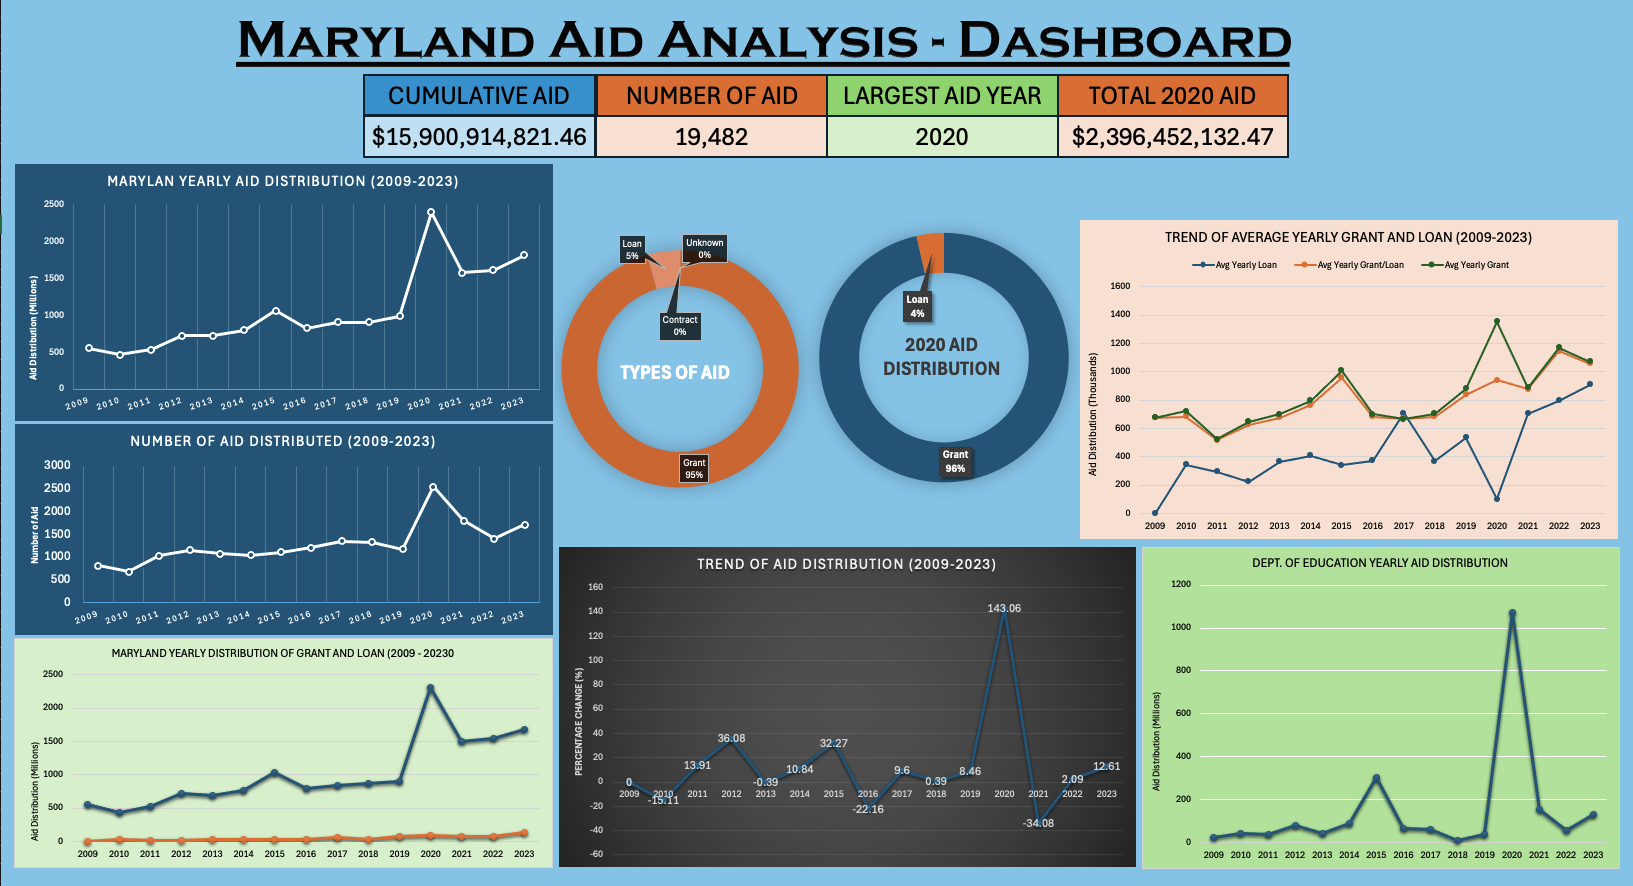 MARYLAND AID ANALYSIS - DASHBOARD
CUMULATIVE AID NUMBER OF AID LARGEST AID YEAR TOTAL 2020 AID
$15,900,914,821.46 19,482 2020 $2,396,452,132.47
MARYLAN YEARLY AID DISTRIBUTION (2009-2023)
Aid Distribution (Millions)
2500
2000
1500
1000
500
0
2009 2010 2011 2012 2013 2014 2015 2016 2017 2018 2019 2020 2021 2022 2023
NUMBER OF AID DISTRIBUTED (2009-2023)
Number of Aid
3000
2500
2000
1500
1000
500
0
2009 2010 2011 2012 2013 2014 2015 2016 2017 2018 2019 2020 2021 2022 2023
MARYLAND YEARLY DISTRIBUTION OF GRANT AND LOAN (2009 - 20230
Aid Distribution (Millions)
2500
2000
1500
1000
500
0
2009 2010 2011 2012 2013 2014 2015 2016 2017 2018 2019 2020 2021 2022 2023
Loan
5%
Unknown
0%
Contract
0%
TYPES OF AID
Grant
95%
Loan
4%
2020 AID
DISTRIBUTION
Grant
96%
TREND OF AVERAGE YEARLY GRANT AND LOAN (2009-2023)
Avg Yearly Loan Avg Yearly Grant/Loan Avg Yearly Grant
Aid Distribution (Thousands)
1600
1400
1200
1000
800
600
400
200
0
2009 2010 2011 2012 2013 2014 2015 2016 2017 2018 2019 2020 2021 2022 2023
TREND OF AID DISTRIBUTION (2009-2023)
PERCENTAGE CHANGE (%)
160
140
120
100
80
60
40
20
0
-20
-40
-60
0 -15.11 13.91 36.08 -0.39 10.84 32.27 -22.16 9.6 0.39 8.46 143.06 -34.08 2.09 12.61
2009 2010 2011 2012 2013 2014 2015 2016 2017 2018 2019 2020 2021 2022 2023
DEPT. OF EDUCATION YEARLY AID DISTRIBUTION
Aid Distribution (Millions)
1200
1000
800
600
400
200
0
2009 2010 2011 2012 2013 2014 2015 2016 2017 2018 2019 2020 2021 2022 2023